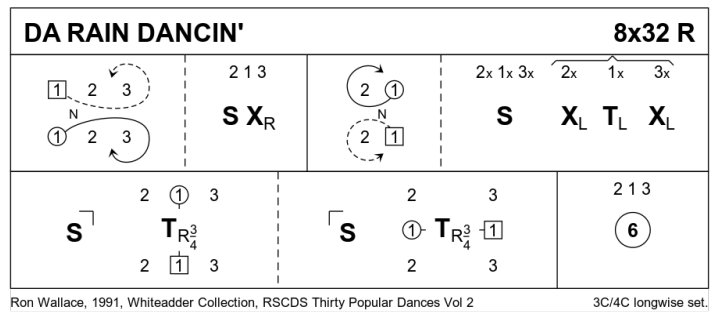 DA RAIN DANCIN' 8x32 R
1 2 3
N
1 2 3
2 1 3
S X R
2 1
N
2 1
2x 1x 3x 2x 1x 3x
S X L T L X L
2 1 3
S T R 3/4
2 1 3
2 3
S 1 T R 3/4 1
2 3
2 1 3
6
Ron Wallace, 1991, Whiteadder Collection, RSCDS Thirty Popular Dances Vol 2 3C/4C longwise set.